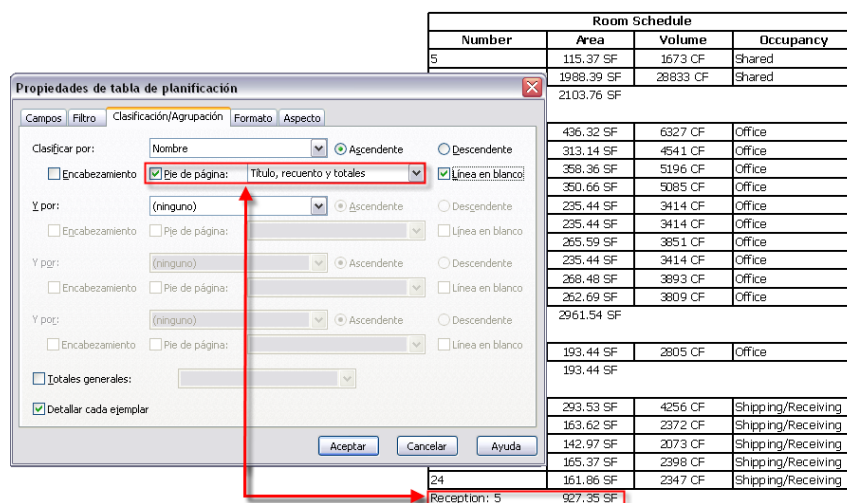 Room Schedule
Number Area Volume Occupancy
5 115.37 SF 1673 CF Shared
1988.39 SF 28833 CF Shared
2103.76 SF
436.32 SF 6327 CF Office
313.14 SF 4541 CF Office
358.36 SF 5196 CF Office
350.66 SF 5085 CF Office
235.44 SF 3414 CF Office
235.44 SF 3414 CF Office
265.59 SF 3851 CF Office
235.44 SF 3414 CF Office
268.48 SF 3893 CF Office
262.69 SF 3809 CF Office
2961.54 SF
193.44 SF 2805 CF Office
193.44 SF
293.53 SF 4256 CF Shipping/Receiving
163.62 SF 2372 CF Shipping/Receiving
142.97 SF 2073 CF Shipping/Receiving
165.37 SF 2398 CF Shipping/Receiving
24 161.86 SF 2347 CF Shipping/Receiving
Reception: 5 927.35 SF
Propiedades de tabla de planificación
Campos Filtro Clasificación/Agrupación Formato Aspecto
Clasificar por: Nombre Ascendente Descendente
Encabezamiento Pie de página: Título, recuento y totales Línea en blanco
Y por: (ninguno) Ascendente Descendente
Encabezamiento Pie de página: Línea en blanco
Y por: (ninguno) Ascendente Descendente
Encabezamiento Pie de página: Línea en blanco
Y por: (ninguno) Ascendente Descendente
Encabezamiento Pie de página: Línea en blanco
Totales generales:
Detallar cada ejemplar
Aceptar Cancelar Ayuda